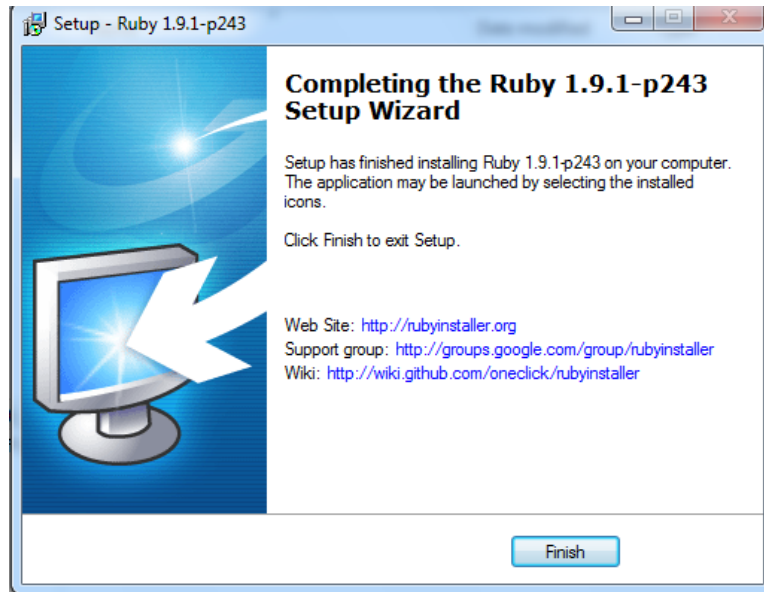 Setup - Ruby 1.9.1-p243
Completing the Ruby 1.9.1-p243
Setup Wizard
Setup has finished installing Ruby 1.9.1-p243 on your computer.
The application may be launched by selecting the installed
icons.
Click Finish to exit Setup.
Web Site: http://rubyinstaller.org
Support group: http://groups.google.com/group/rubyinstaller
Wiki: http://wiki.github.com/oneclick/rubyinstaller
Finish